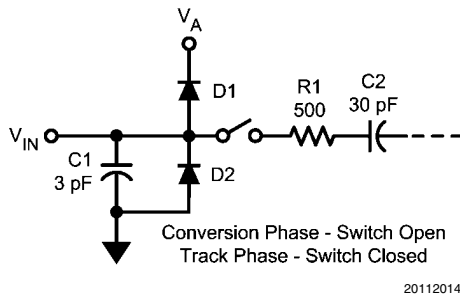 VA
D1
R1
500
C2
30 pF
VIN
C1
3 pF
D2
Conversion Phase - Switch Open
Track Phase - Switch Closed
20112014